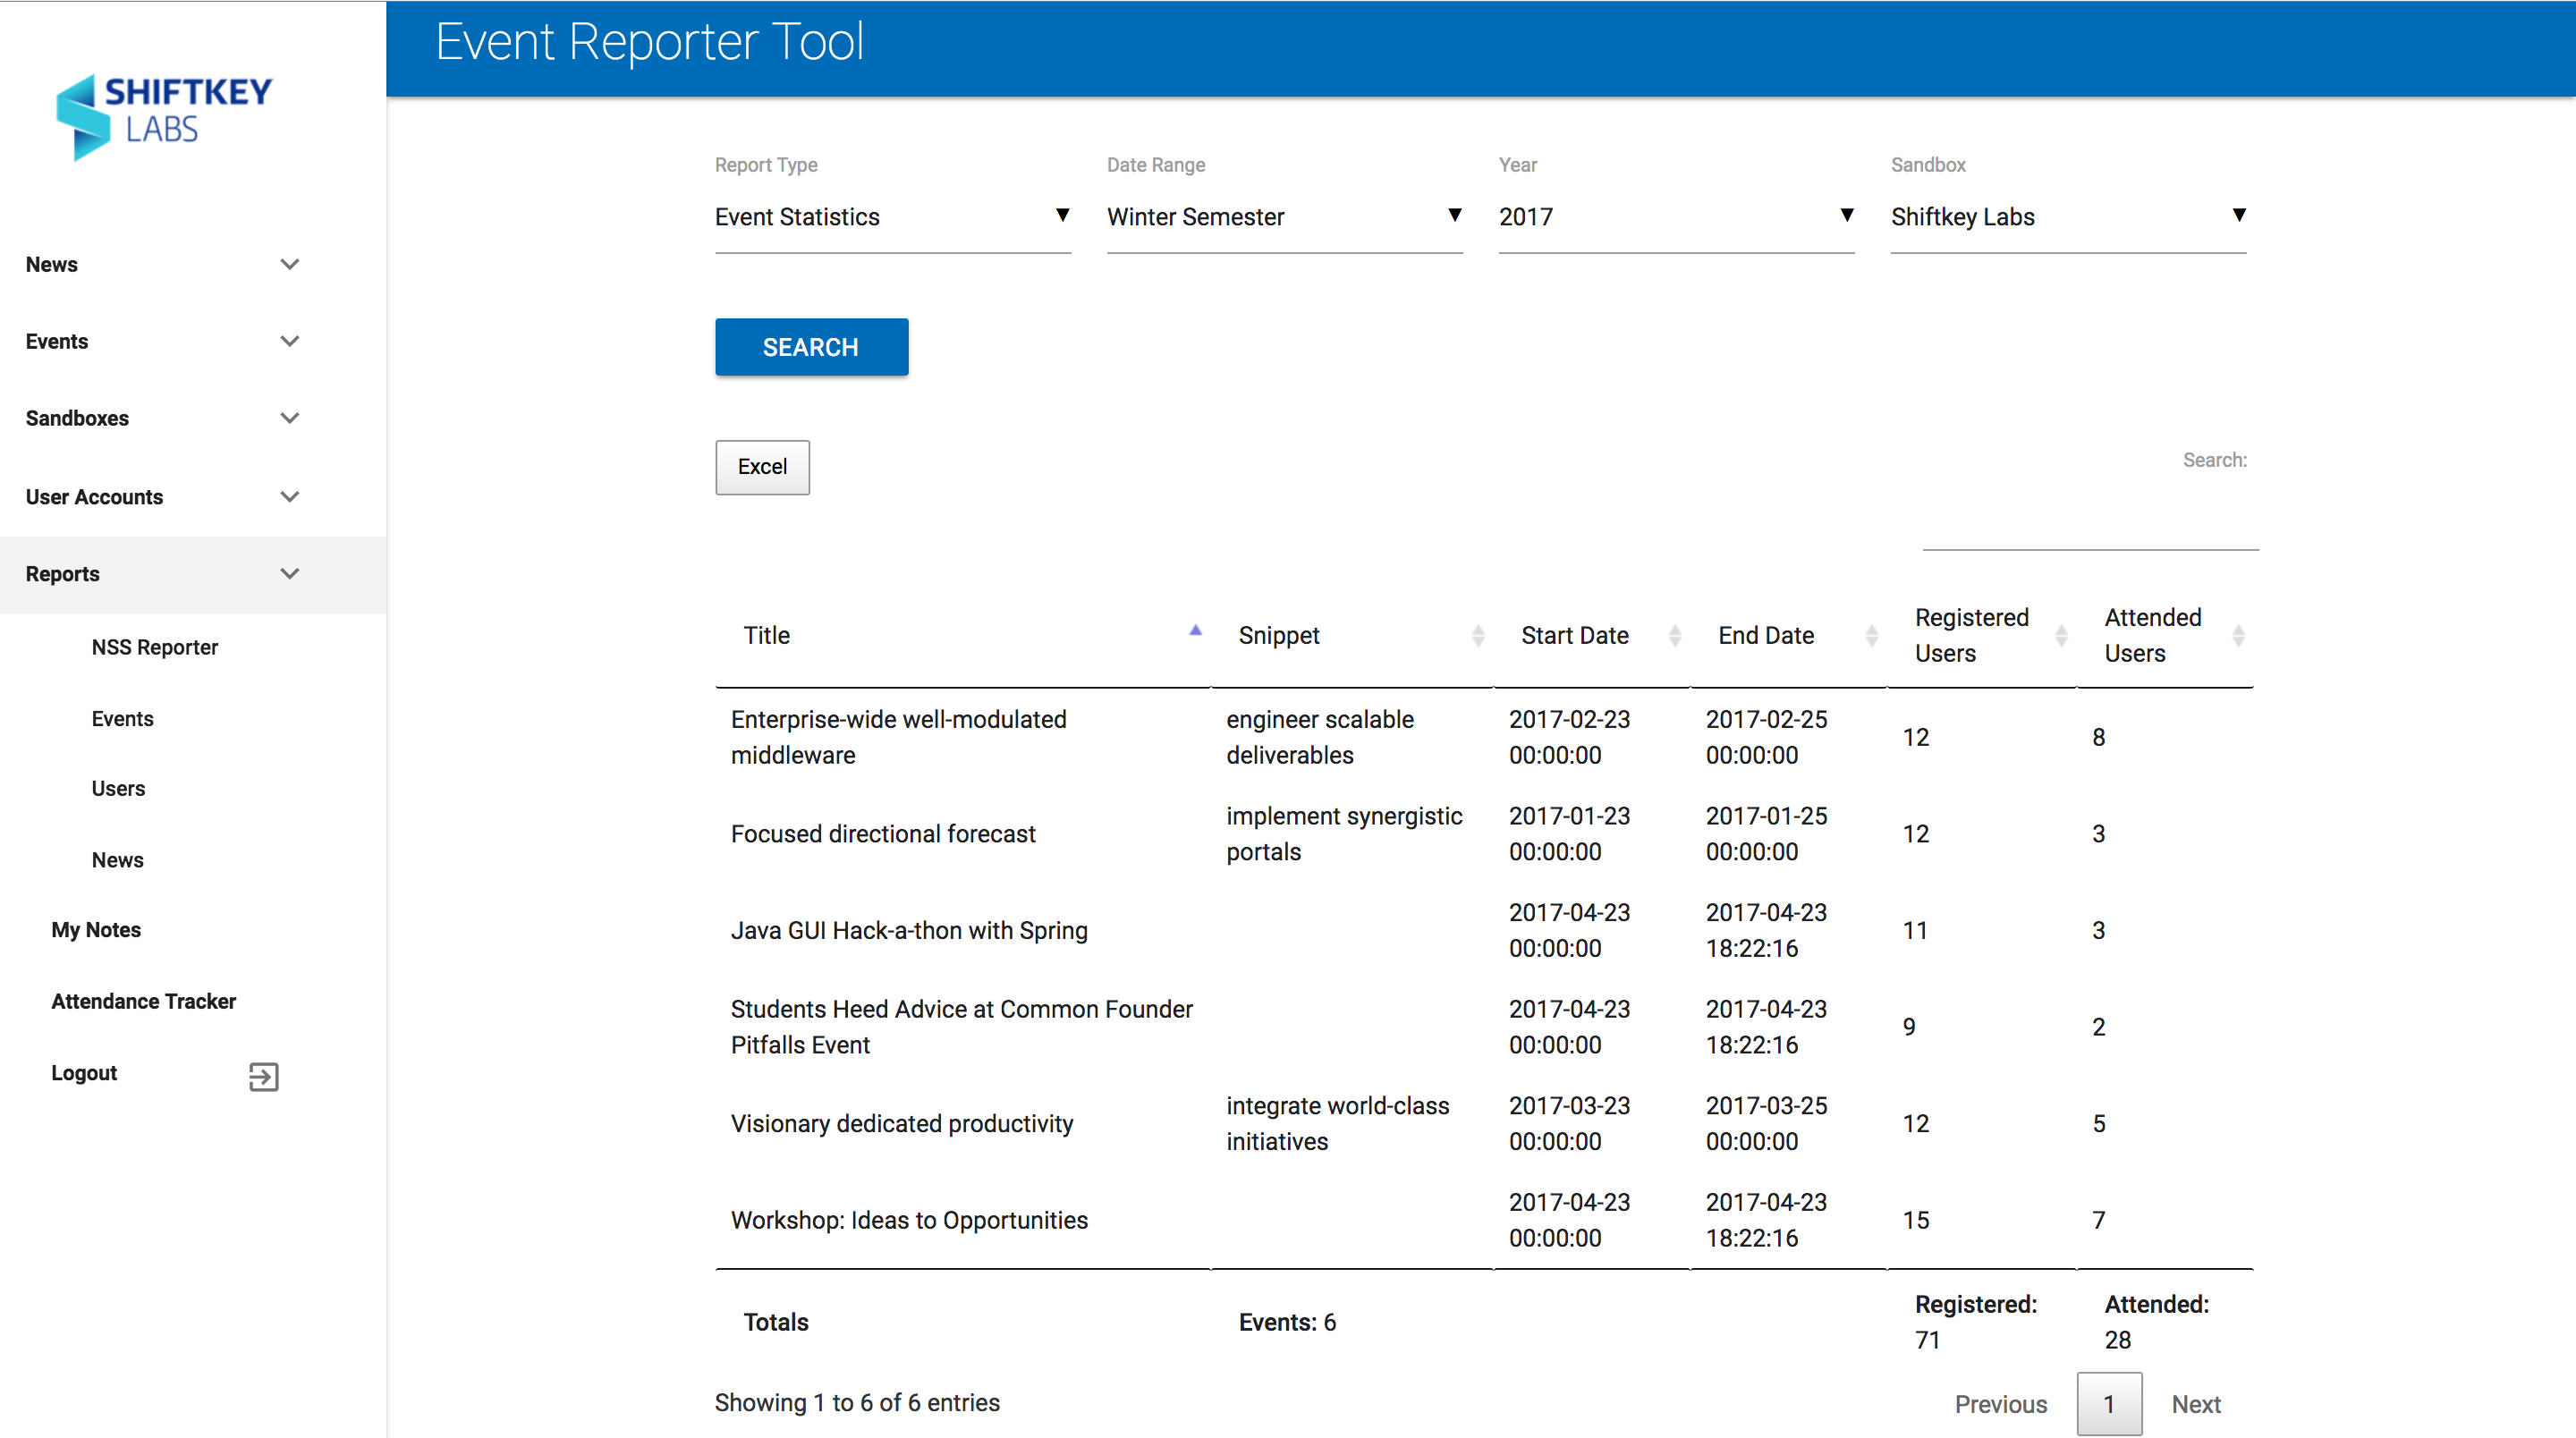 Event Reporter Tool
SHIFTKEY
LABS
News
Events
Sandboxes
User Accounts
Reports
NSS Reporter
Events
Users
News
My Notes
Attendance Tracker
Logout
Report Type Date Range Year Sandbox
Event Statistics Winter Semester 2017 Shiftkey Labs
SEARCH
Excel
Search:
Title Snippet Start Date End Date Registered Users Attended Users
Enterprise-wide well-modulated middleware engineer scalable deliverables 2017-02-23 00:00:00 2017-02-25 00:00:00 12 8
Focused directional forecast implement synergistic portals 2017-01-23 00:00:00 2017-01-25 00:00:00 12 3
Java GUI Hack-a-thon with Spring 2017-04-23 00:00:00 2017-04-23 18:22:16 11 3
Students Heed Advice at Common Founder Pitfalls Event 2017-04-23 00:00:00 2017-04-23 18:22:16 9 2
Visionary dedicated productivity integrate world-class initiatives 2017-03-23 00:00:00 2017-03-25 00:00:00 12 5
Workshop: Ideas to Opportunities 2017-04-23 00:00:00 2017-04-23 18:22:16 15 7
Totals Events: 6 Registered: 71 Attended: 28
Showing 1 to 6 of 6 entries
Previous 1 Next